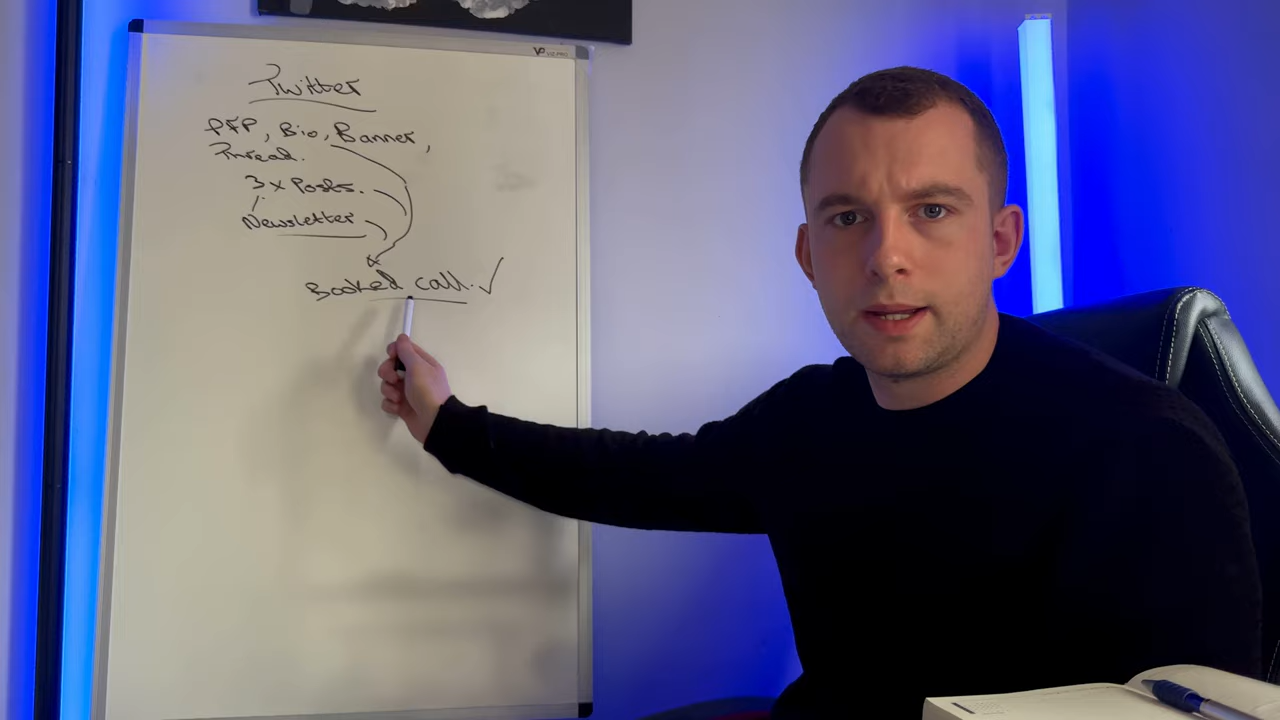 Twitter
PFP, Bio, Banner,
Thread.
3 x Posts.
Newsletter
Booked call. ✓